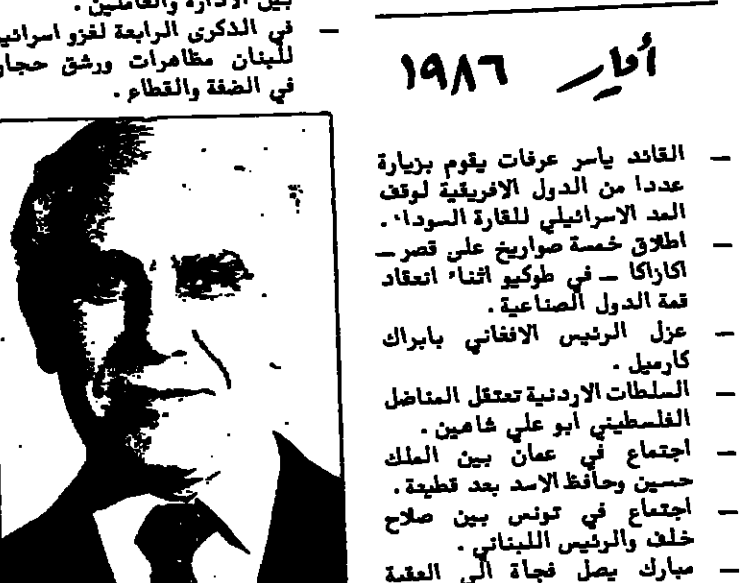 أيار ١٩٨٦
— القائد ياسر عرفات يقوم بزيارة
عددا من الدول الافريقية لوقف
المد الاسرائيلي للقارة السوداء .
— اطلاق خمسة صواريخ على قصر —
اكازاكا — في طوكيو اثناء انعقاد
قمة الدول الصناعية .
— عزل الرئيس الافغاني بابراك
كارميل .
— السلطات الاردنية تعتقل المناضل
الفلسطيني ابو علي شاهين .
— اجتماع في عمان بين الملك
حسين وحافظ الاسد بعد قطيعة .
— اجتماع في تونس بين صلاح
خلف والرئيس اللبناني .
— مبارك يصل فجاة الى العقبة
بين الادارة والعاملين .
— في الذكرى الرابعة لغزو اسرائي
للبنان مظاهرات ورشق حجار
في الضفة والقطاع .